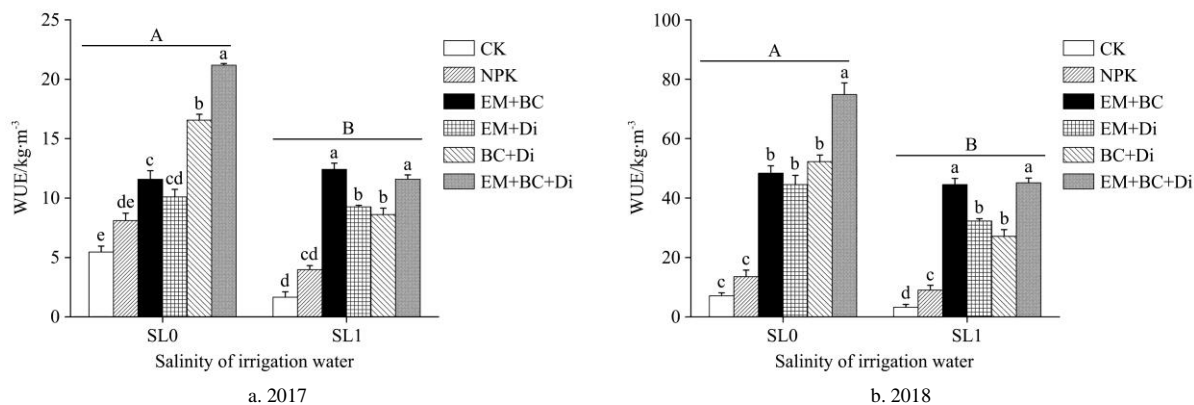 25
20
15
10
5
0
WUE/kg·m⁻³
A
e
de
c
cd
b
a
B
d
cd
a
b
b
a
SL0
SL1
Salinity of irrigation water
CK
NPK
EM+BC
EM+Di
BC+Di
EM+BC+Di
a. 2017
100
80
60
40
20
0
WUE/kg·m⁻³
A
c
c
b
b
b
a
B
d
c
a
b
b
a
SL0
SL1
Salinity of irrigation water
CK
NPK
EM+BC
EM+Di
BC+Di
EM+BC+Di
b. 2018